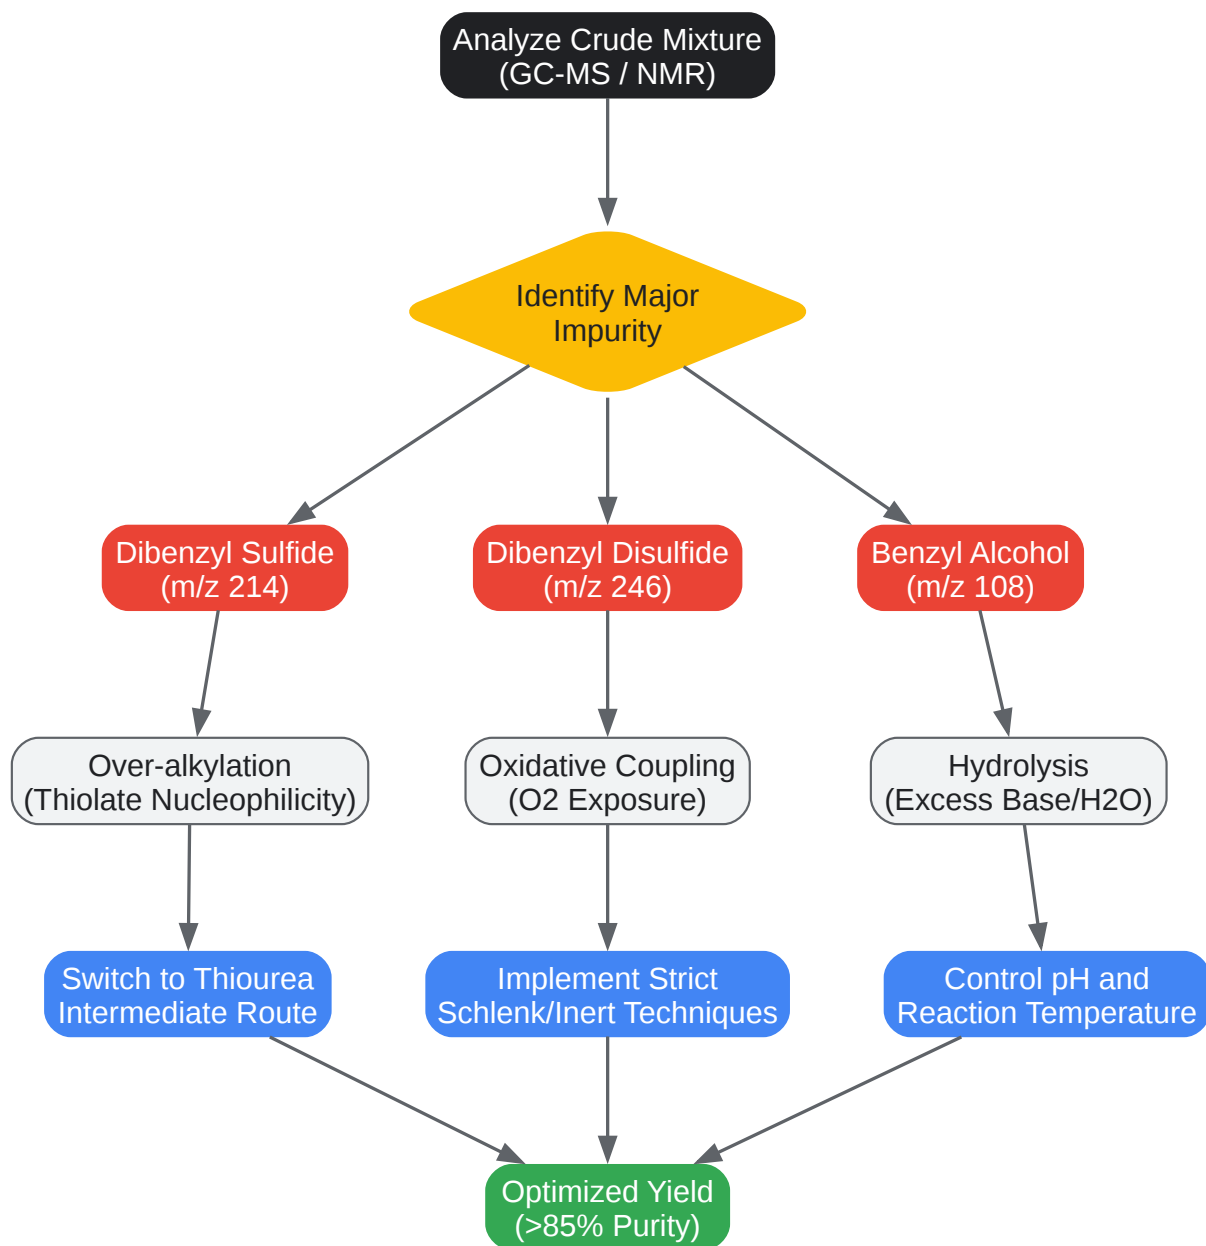 Analyze Crude Mixture
(GC-MS / NMR)
Identify Major
Impurity
Dibenzyl Sulfide
(m/z 214)
Dibenzyl Disulfide
(m/z 246)
Benzyl Alcohol
(m/z 108)
Over-alkylation
(Thiolate Nucleophilicity)
Oxidative Coupling
(O2 Exposure)
Hydrolysis
(Excess Base/H2O)
Switch to Thiourea
Intermediate Route
Implement Strict
Schlenk/Inert Techniques
Control pH and
Reaction Temperature
Optimized Yield
(>85% Purity)